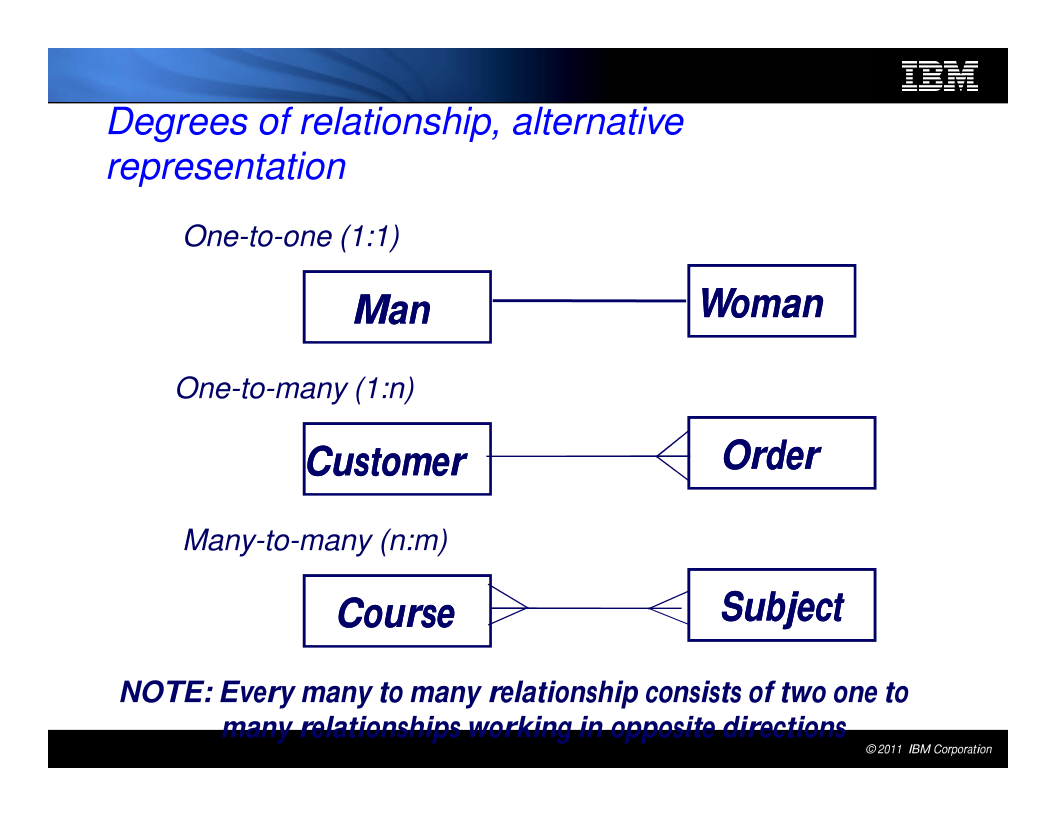 IBM
Degrees of relationship, alternative
representation
One-to-one (1:1)
Man
Woman
One-to-many (1:n)
Customer
Order
Many-to-many (n:m)
Course
Subject
NOTE: Every many to many relationship consists of two one to
many relationships working in opposite directions
© 2011 IBM Corporation